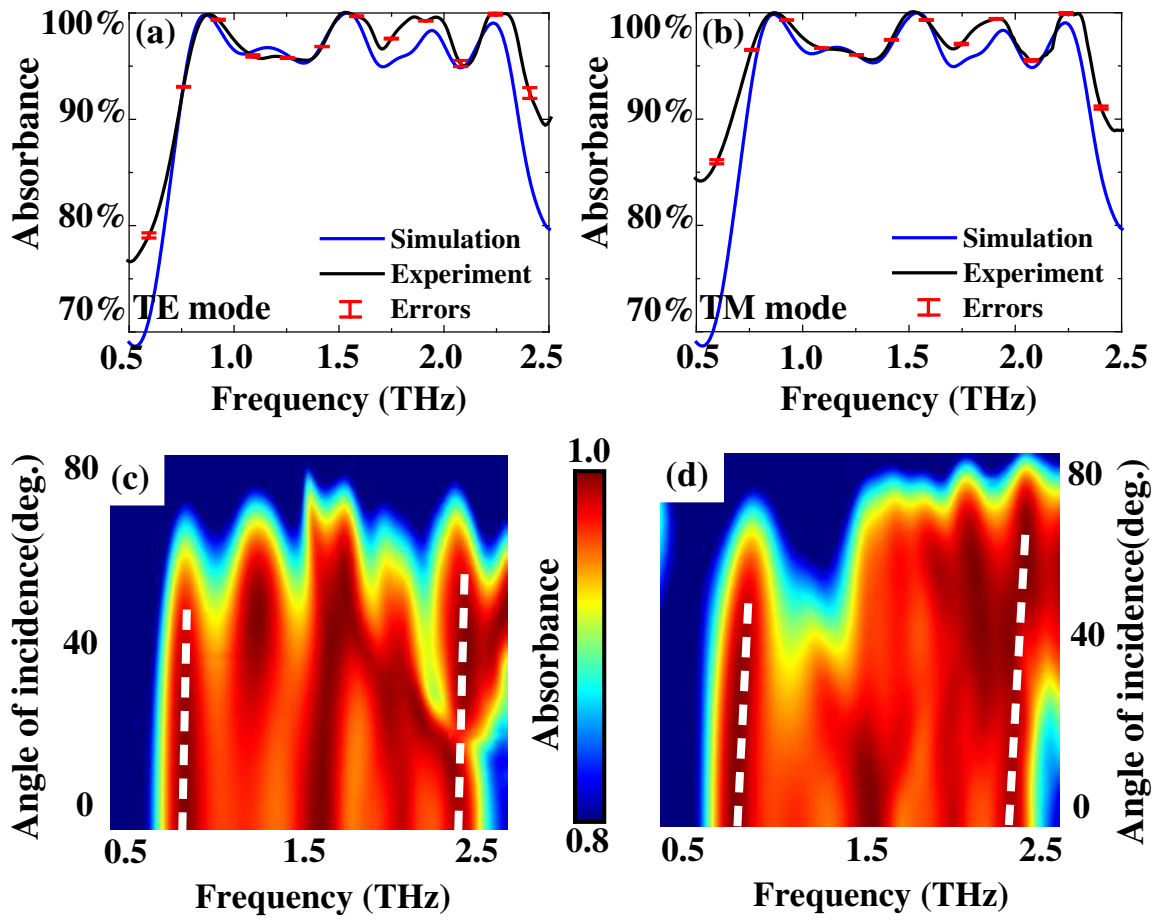 (a)
100%
90%
80%
70%
Absorbance
Simulation
Experiment
Errors
TE mode
0.5 1.0 1.5 2.0 2.5
Frequency (THz)
(b)
100%
90%
80%
70%
Absorbance
Simulation
Experiment
Errors
TM mode
0.5 1.0 1.5 2.0 2.5
Frequency (THz)
(c)
80
40
0
Angle of incidence(deg.)
0.5 1.5 2.5
Frequency (THz)
1.0
Absorbance
0.8
(d)
80
40
0
Angle of incidence(deg.)
0.5 1.5 2.5
Frequency (THz)